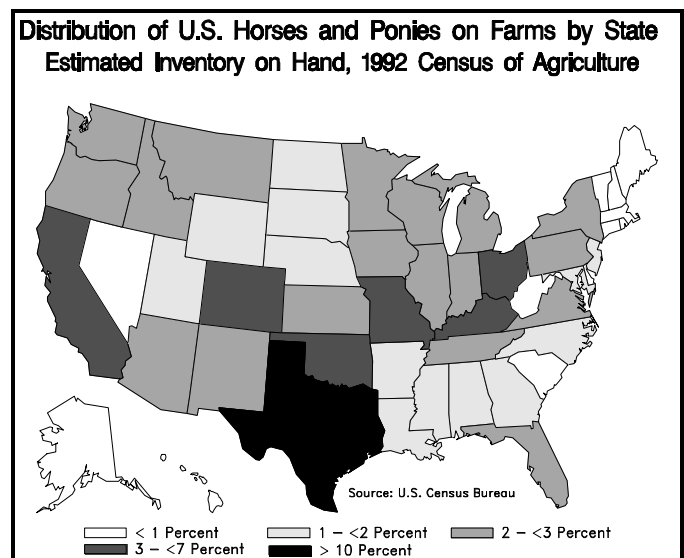 Distribution of U.S. Horses and Ponies on Farms by State
Estimated Inventory on Hand, 1992 Census of Agriculture
Source: U.S. Census Bureau
< 1 Percent
1 – <2 Percent
2 – <3 Percent
3 – <7 Percent
> 10 Percent